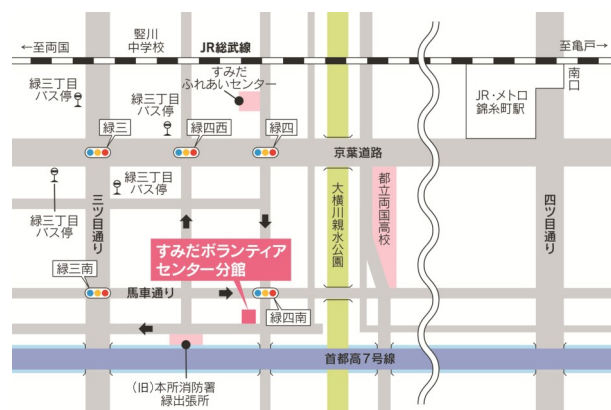 ←至両国
竪川
中学校
JR総武線
至亀戸→
すみだ
ふれあいセンター
南口
JR・メトロ
錦糸町駅
緑三丁目
バス停
緑三丁目
バス停
緑三
緑四西
緑四
京葉道路
緑三丁目
バス停
緑三丁目
バス停
三ツ目通り
大横川親水公園
都立両国高校
四ツ目通り
すみだボランティア
センター分館
緑三南
馬車通り
緑四南
首都高7号線
(旧)本所消防署
緑出張所